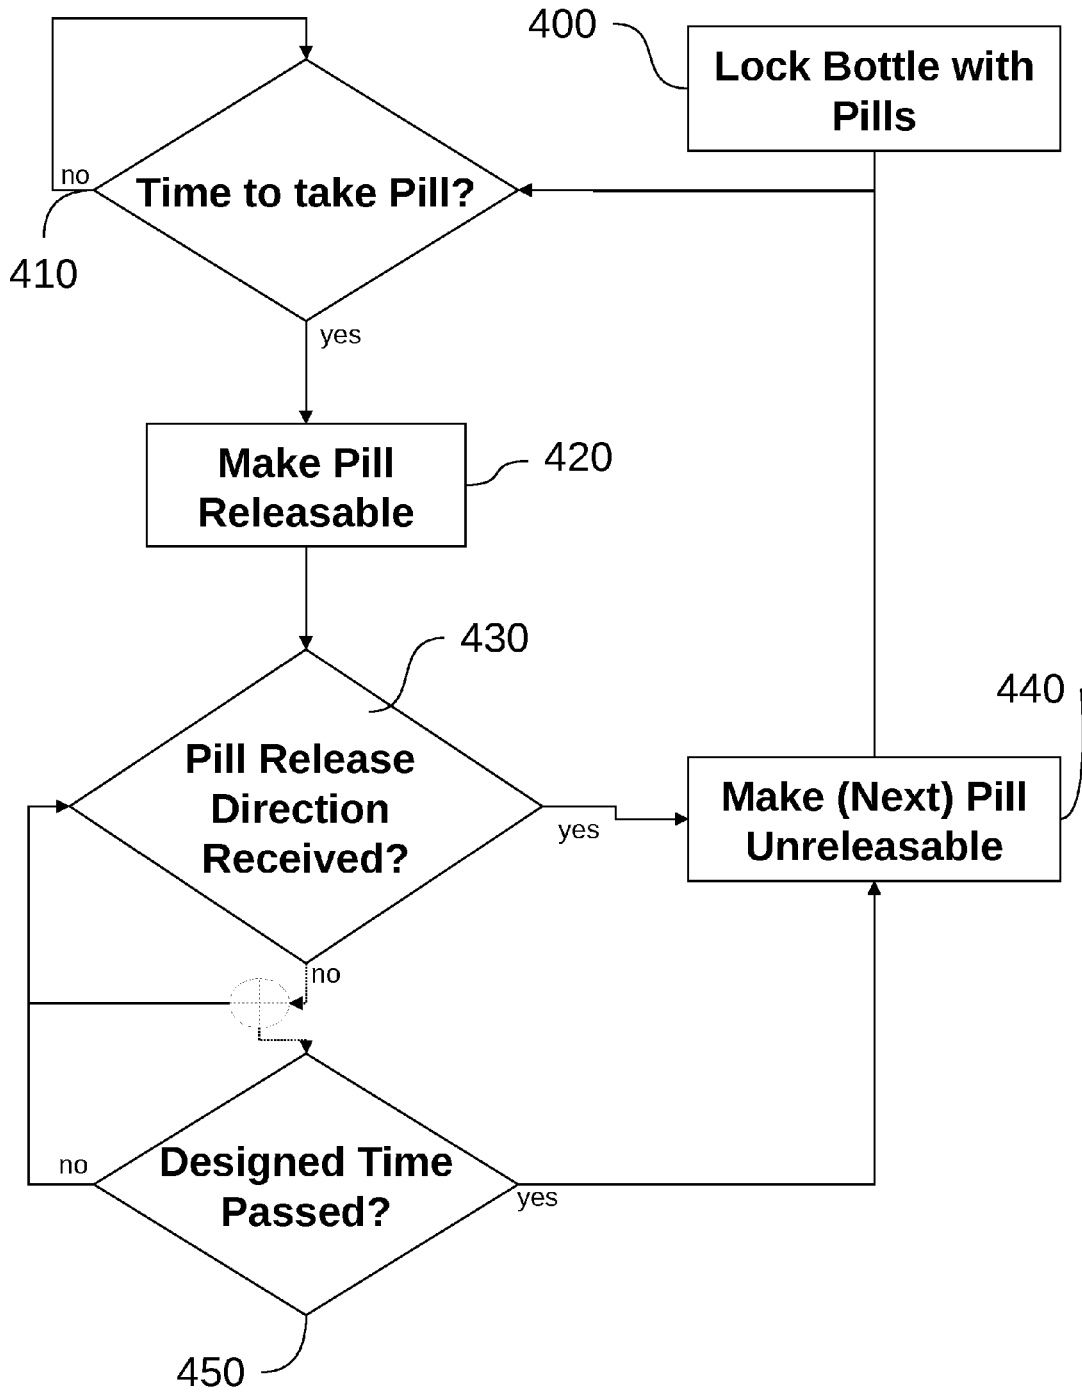 400
Lock Bottle with
Pills
no
Time to take Pill?
410
yes
Make Pill
Releasable
420
430
Pill Release
Direction
Received?
yes
440
Make (Next) Pill
Unreleasable
no
no
Designed Time
Passed?
yes
450